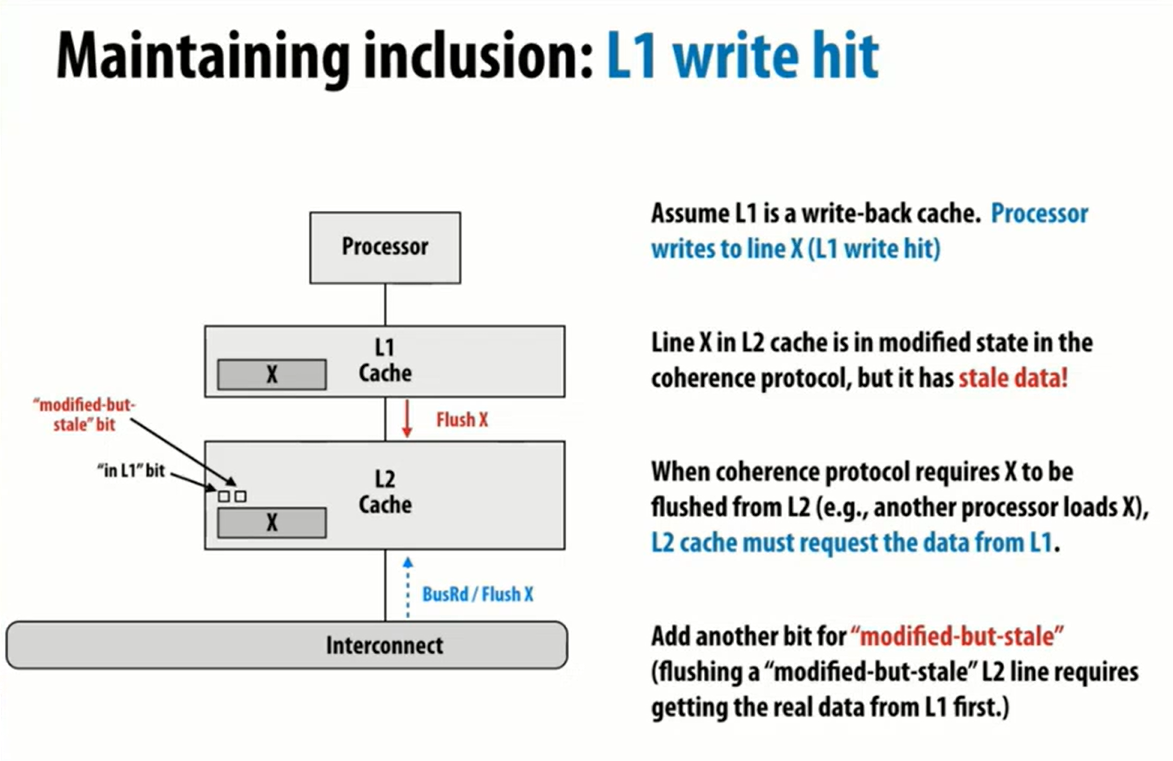 Maintaining inclusion: L1 write hit
Processor
L1
Cache
X
Flush X
"modified-but-
stale" bit
"in L1" bit
L2
Cache
X
BusRd / Flush X
Interconnect
Assume L1 is a write-back cache. Processor
writes to line X (L1 write hit)
Line X in L2 cache is in modified state in the
coherence protocol, but it has stale data!
When coherence protocol requires X to be
flushed from L2 (e.g., another processor loads X),
L2 cache must request the data from L1.
Add another bit for "modified-but-stale"
(flushing a "modified-but-stale" L2 line requires
getting the real data from L1 first.)